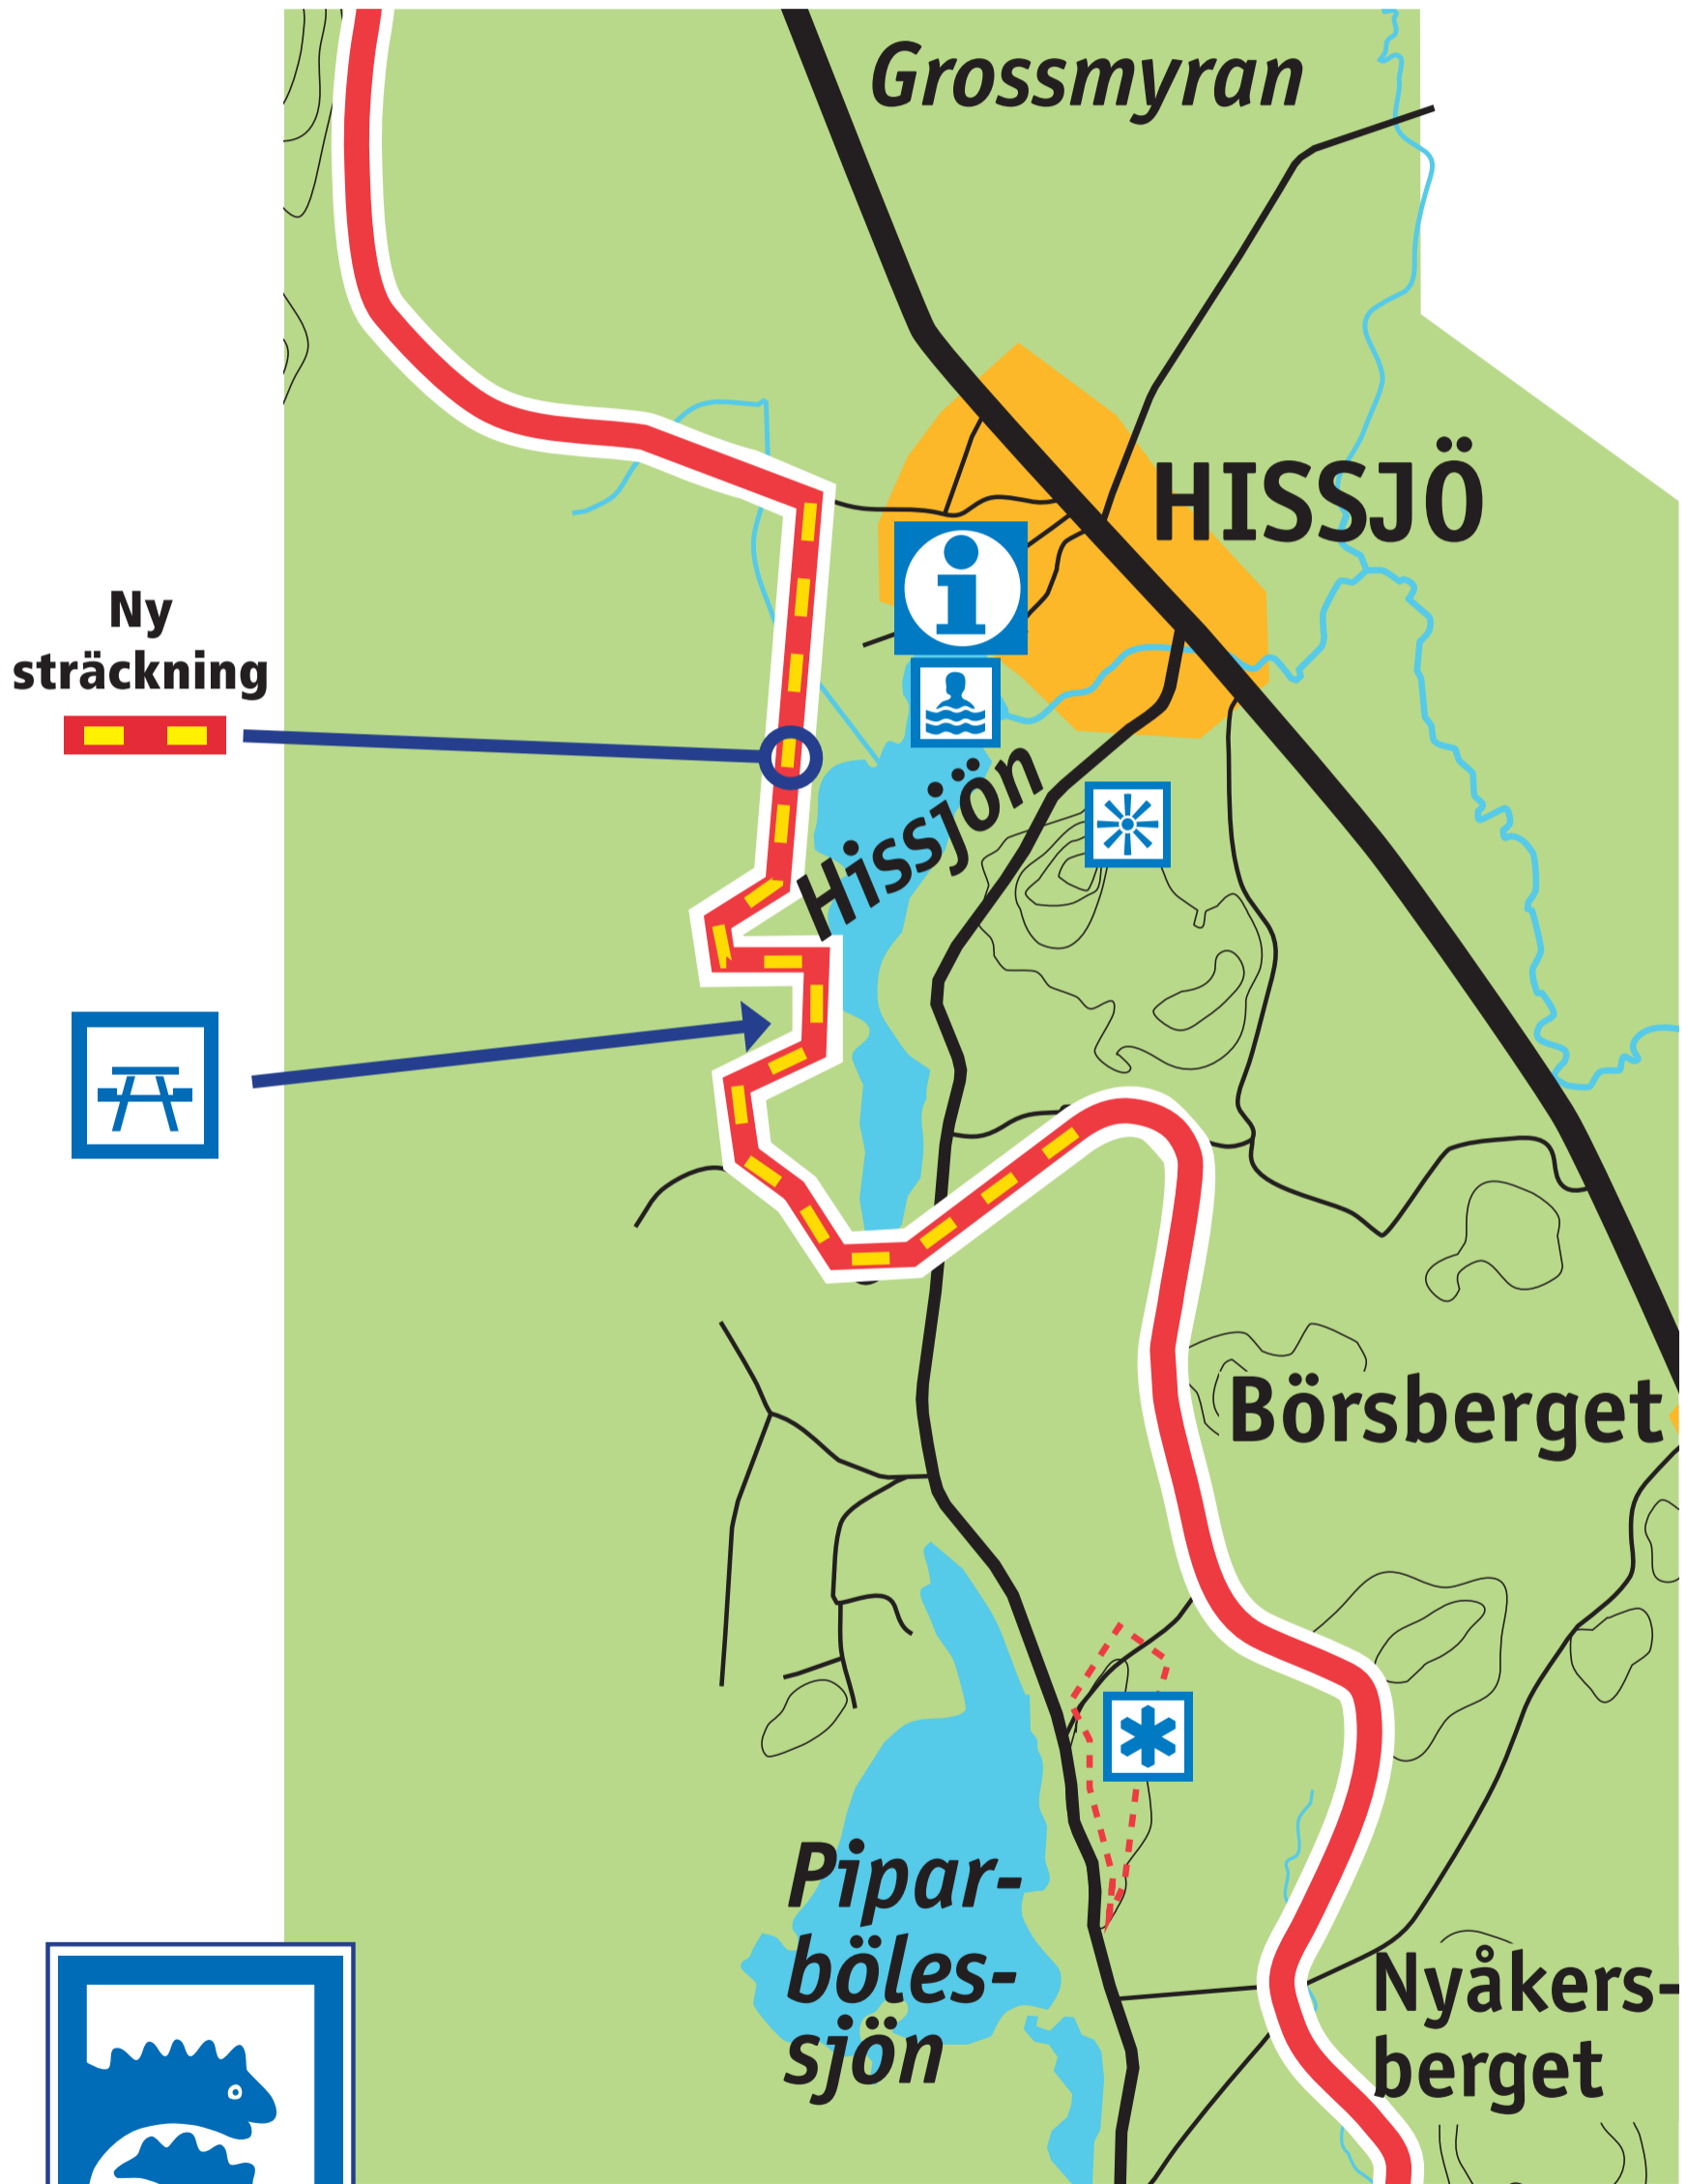 Grossmyran
HISSJÖ
Ny
sträckning
Hissjön
Börsberget
Pipar-
böles-
sjön
Nyåkers-
berget